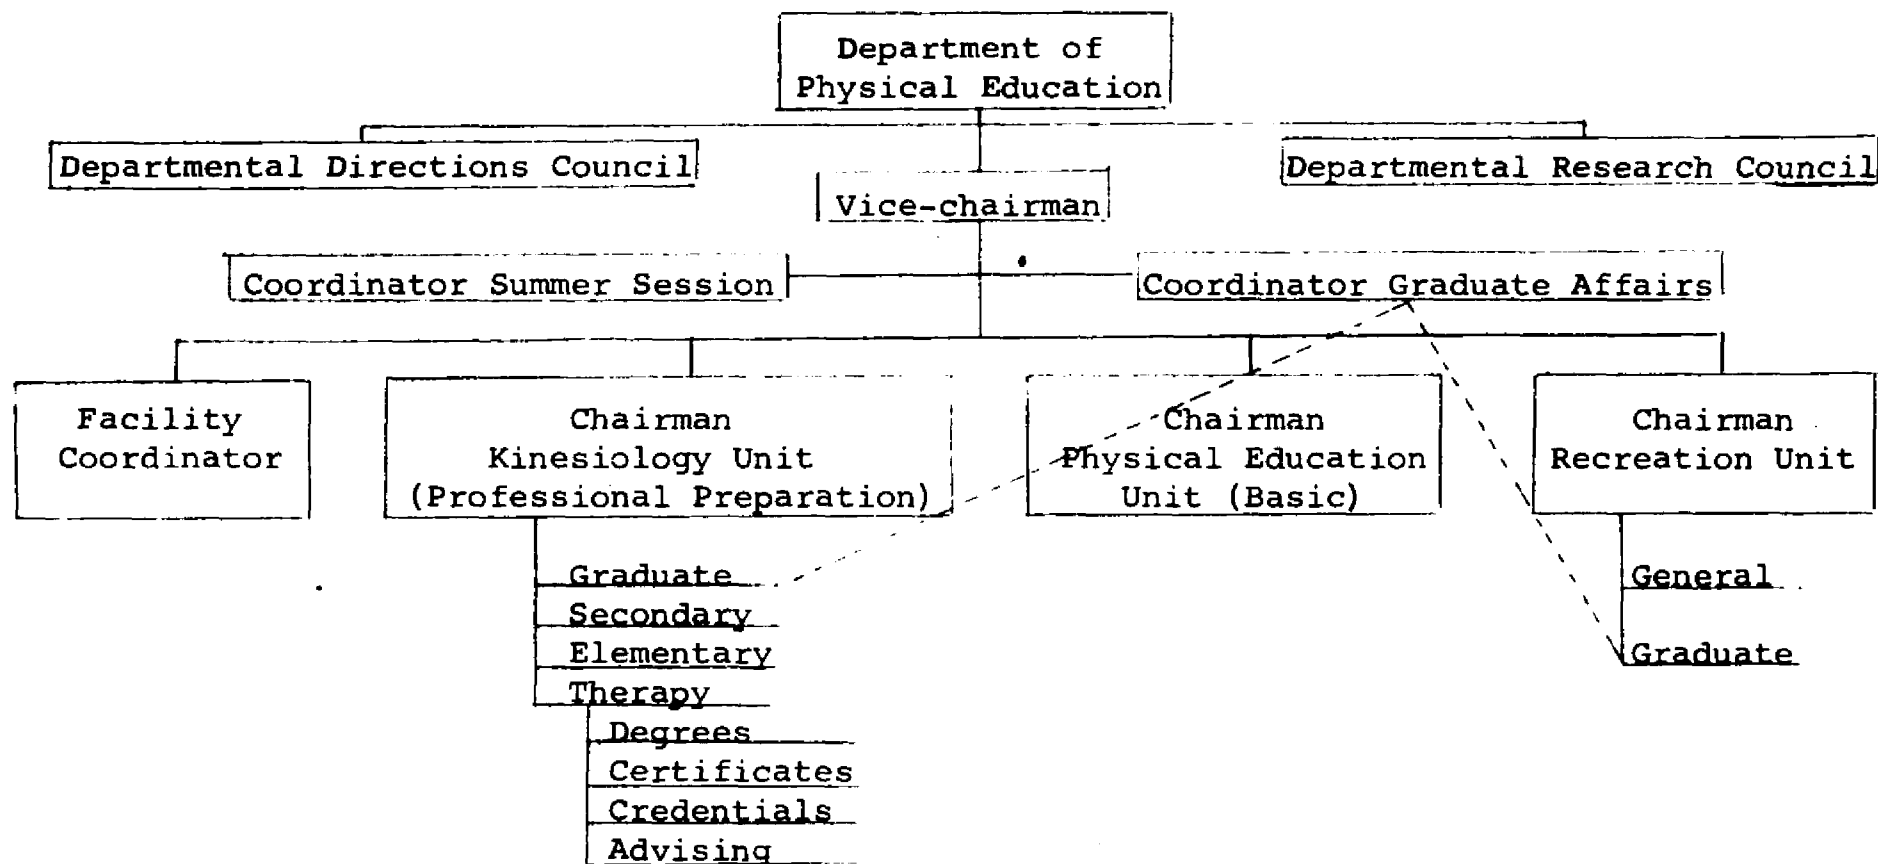 Department of
Physical Education
Departmental Directions Council
Departmental Research Council
Vice-chairman
Coordinator Summer Session
Coordinator Graduate Affairs
Facility
Coordinator
Chairman
Kinesiology Unit
(Professional Preparation)
Chairman
Physical Education
Unit (Basic)
Chairman
Recreation Unit
Graduate
Secondary
Elementary
Therapy
Degrees
Certificates
Credentials
Advising
General
Graduate